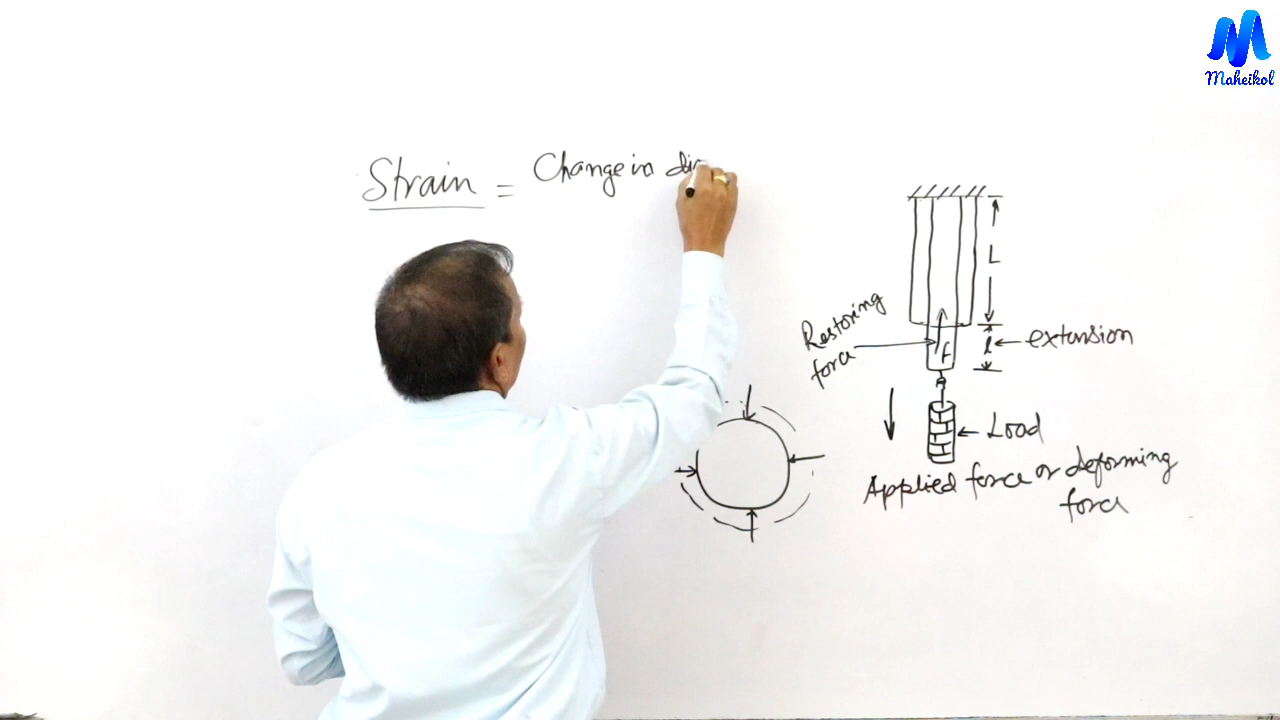 Maheikol
Strain = Change in di
L
Restoring
force
f
l
extension
Load
Applied force or deforming
force